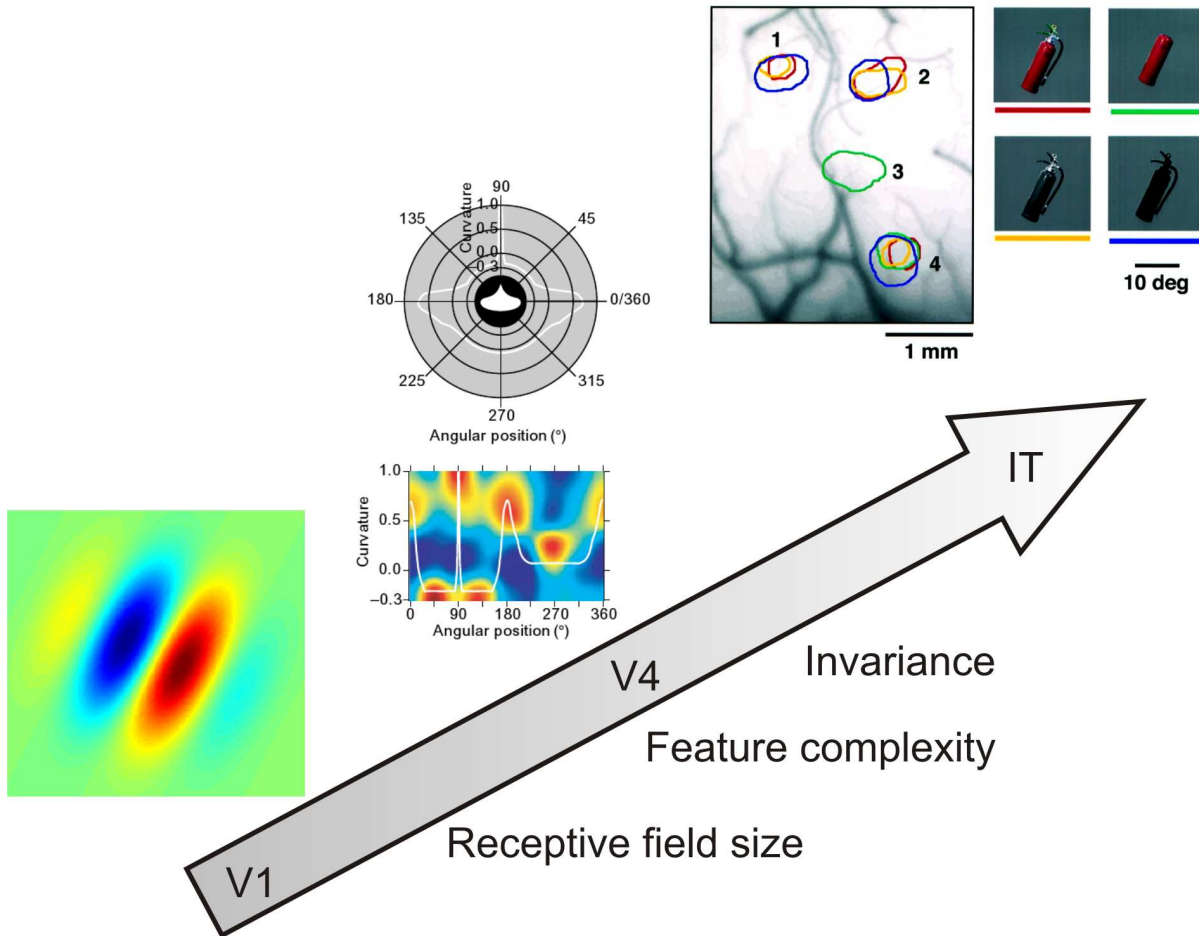 1
2
3
4
10 deg
1 mm
90
135
45
Curvature
1.0
0.5
0.0
–0.3
180
0/360
225
315
270
Angular position (°)
1.0
0.5
0.0
–0.3
Curvature
0 90 180 270 360
Angular position (°)
IT
V4
V1
Invariance
Feature complexity
Receptive field size